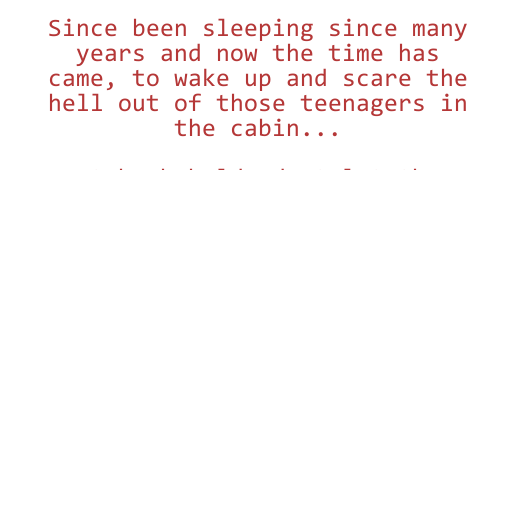 Since been sleeping since many
years and now the time has
came, to wake up and scare the
hell out of those teenagers in
the cabin...